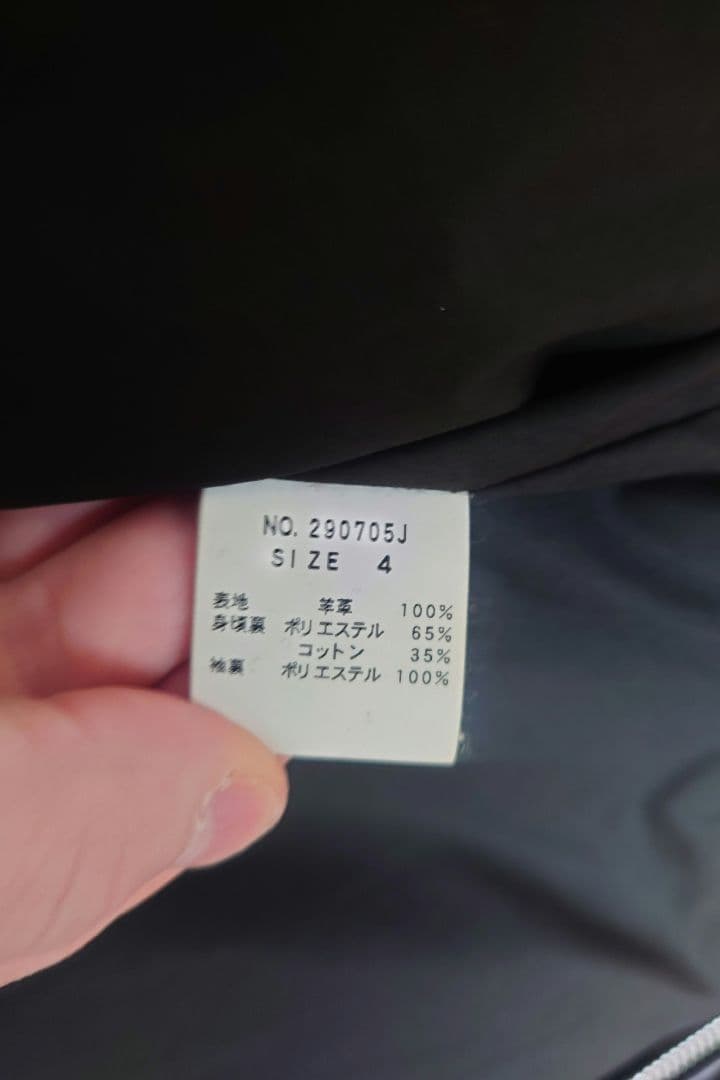 NO. 290705J
SIZE 4
表地 羊革 100%
身頃裏 ポリエステル 65%
コットン 35%
袖裏 ポリエステル 100%